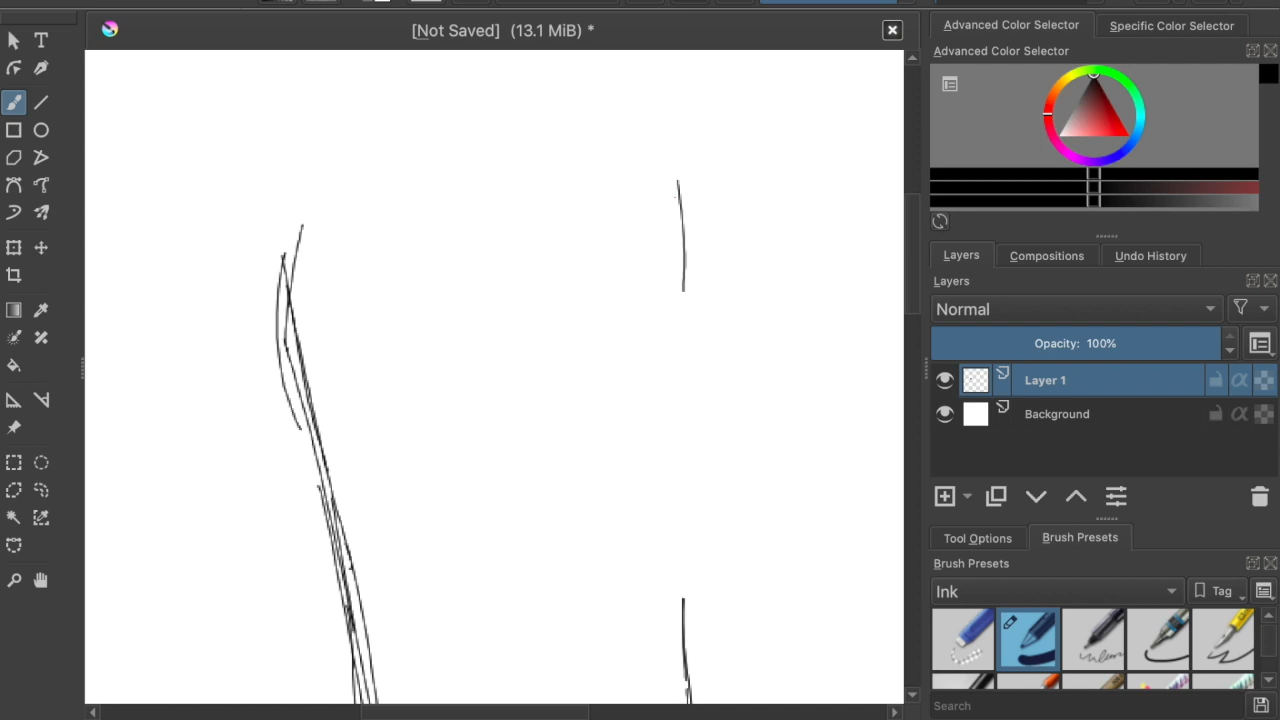 [Not Saved] (13.1 MiB) *
Advanced Color Selector
Specific Color Selector
Advanced Color Selector
Layers
Compositions
Undo History
Layers
Normal
Opacity: 100%
Layer 1
Background
Tool Options
Brush Presets
Brush Presets
Ink
Tag
Search